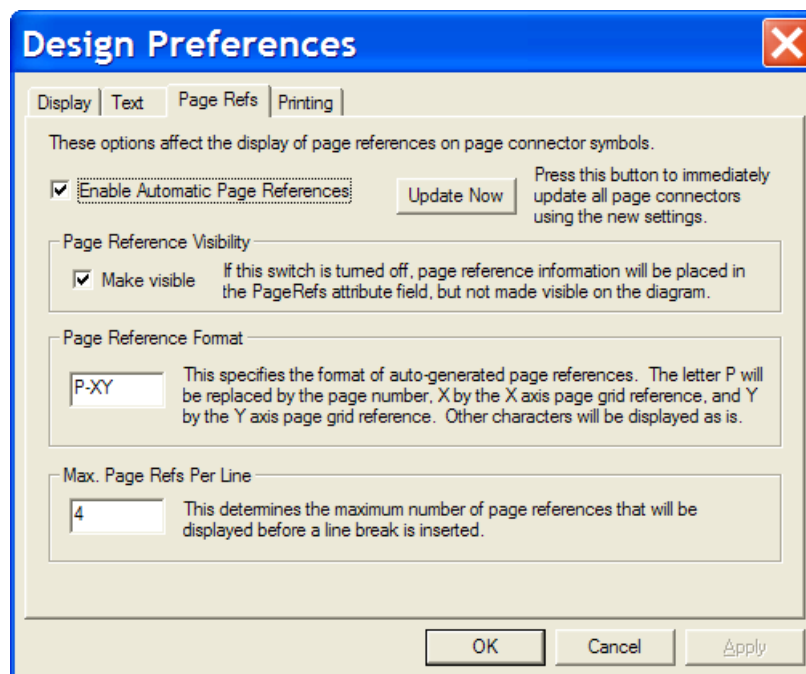 Design Preferences
Display Text Page Refs Printing
These options affect the display of page references on page connector symbols.
Enable Automatic Page References
Update Now
Press this button to immediately
update all page connectors
using the new settings.
Page Reference Visibility
Make visible
If this switch is turned off, page reference information will be placed in
the PageRefs attribute field, but not made visible on the diagram.
Page Reference Format
P-XY
This specifies the format of auto-generated page references.  The letter P will
be replaced by the page number, X by the X axis page grid reference, and Y
by the Y axis page grid reference.  Other characters will be displayed as is.
Max. Page Refs Per Line
4
This determines the maximum number of page references that will be
displayed before a line break is inserted.
OK Cancel Apply